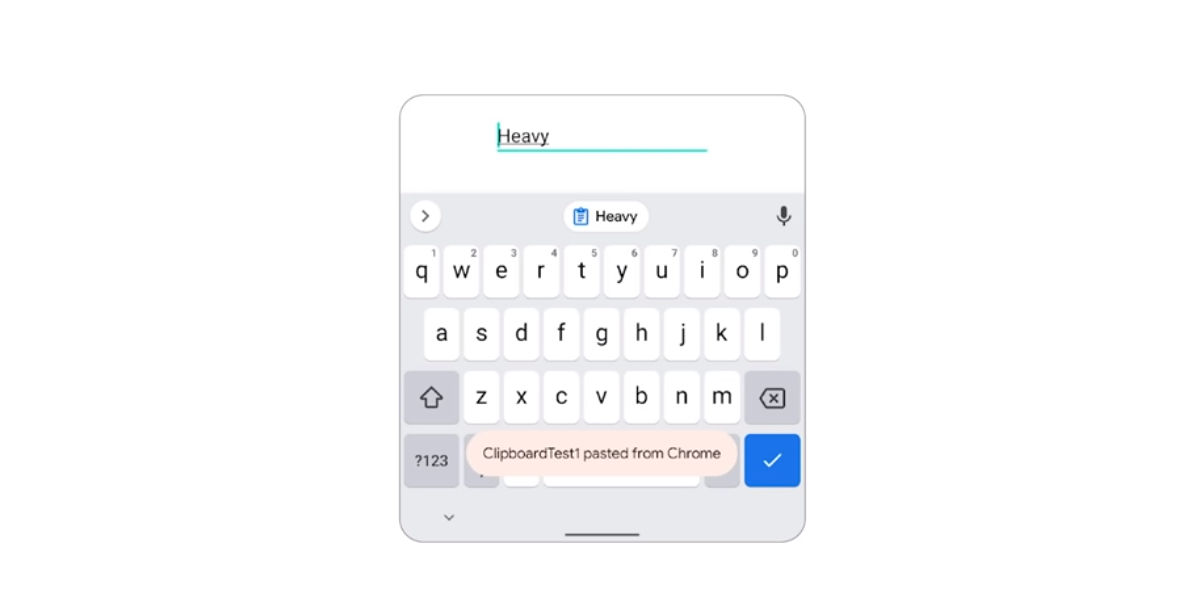 Heavy
Heavy
1 2 3 4 5 6 7 8 9 0
q w e r t y u i o p
a s d f g h j k l
z x c v b n m
?123
ClipboardTest1 pasted from Chrome